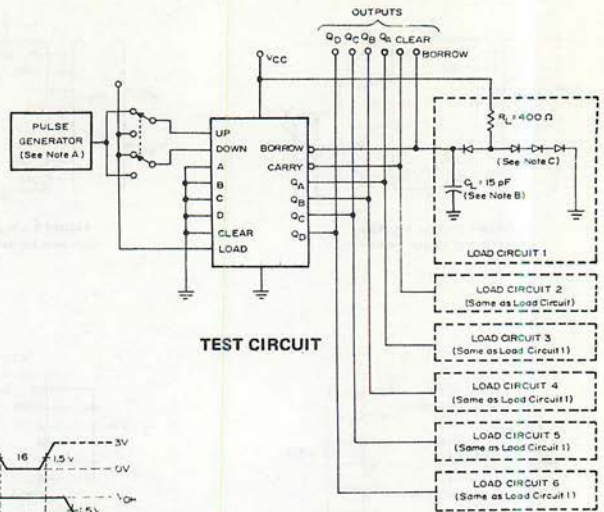 OUTPUTS
QD QC QB QA CLEAR
BORROW
VCC
PULSE
GENERATOR
(See Note A)
UP
DOWN
A
B
C
D
CLEAR
LOAD
BORROW
CARRY
QA
QB
QC
QD
RL=400 Ω
(See Note C)
CL=15 pF
(See Note B)
LOAD CIRCUIT 1
LOAD CIRCUIT 2
(Same as Load Circuit)
LOAD CIRCUIT 3
(Same as Load Circuit 1)
LOAD CIRCUIT 4
(Same as Load Circuit 1)
LOAD CIRCUIT 5
(Same as Load Circuit 1)
LOAD CIRCUIT 6
(Same as Load Circuit 1)
TEST CIRCUIT
16
1.5 V
3V
0V
VOH
1.5V